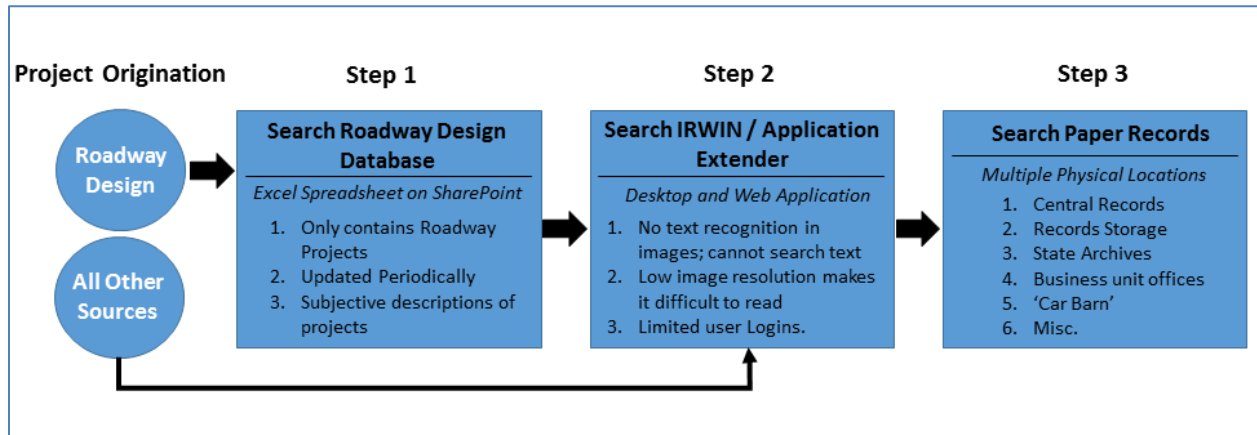 Project Origination
Roadway
Design
All Other
Sources
Step 1
Search Roadway Design
Database
Excel Spreadsheet on SharePoint
1. Only contains Roadway
Projects
2. Updated Periodically
3. Subjective descriptions of
projects
Step 2
Search IRWIN / Application
Extender
Desktop and Web Application
1. No text recognition in
images; cannot search text
2. Low image resolution makes
it difficult to read
3. Limited user Logins.
Step 3
Search Paper Records
Multiple Physical Locations
1. Central Records
2. Records Storage
3. State Archives
4. Business unit offices
5. ‘Car Barn’
6. Misc.